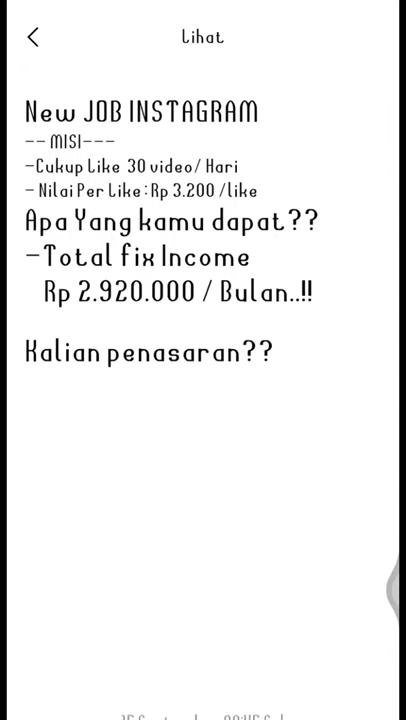 Lihat
New JOB INSTAGRAM
-- MISI---
-Cukup Like 30 video/ Hari
- Nilai Per Like : Rp 3.200 /like
Apa Yang kamu dapat??
-Total fix Income
Rp 2.920.000 / Bulan..!!
Kalian penasaran??